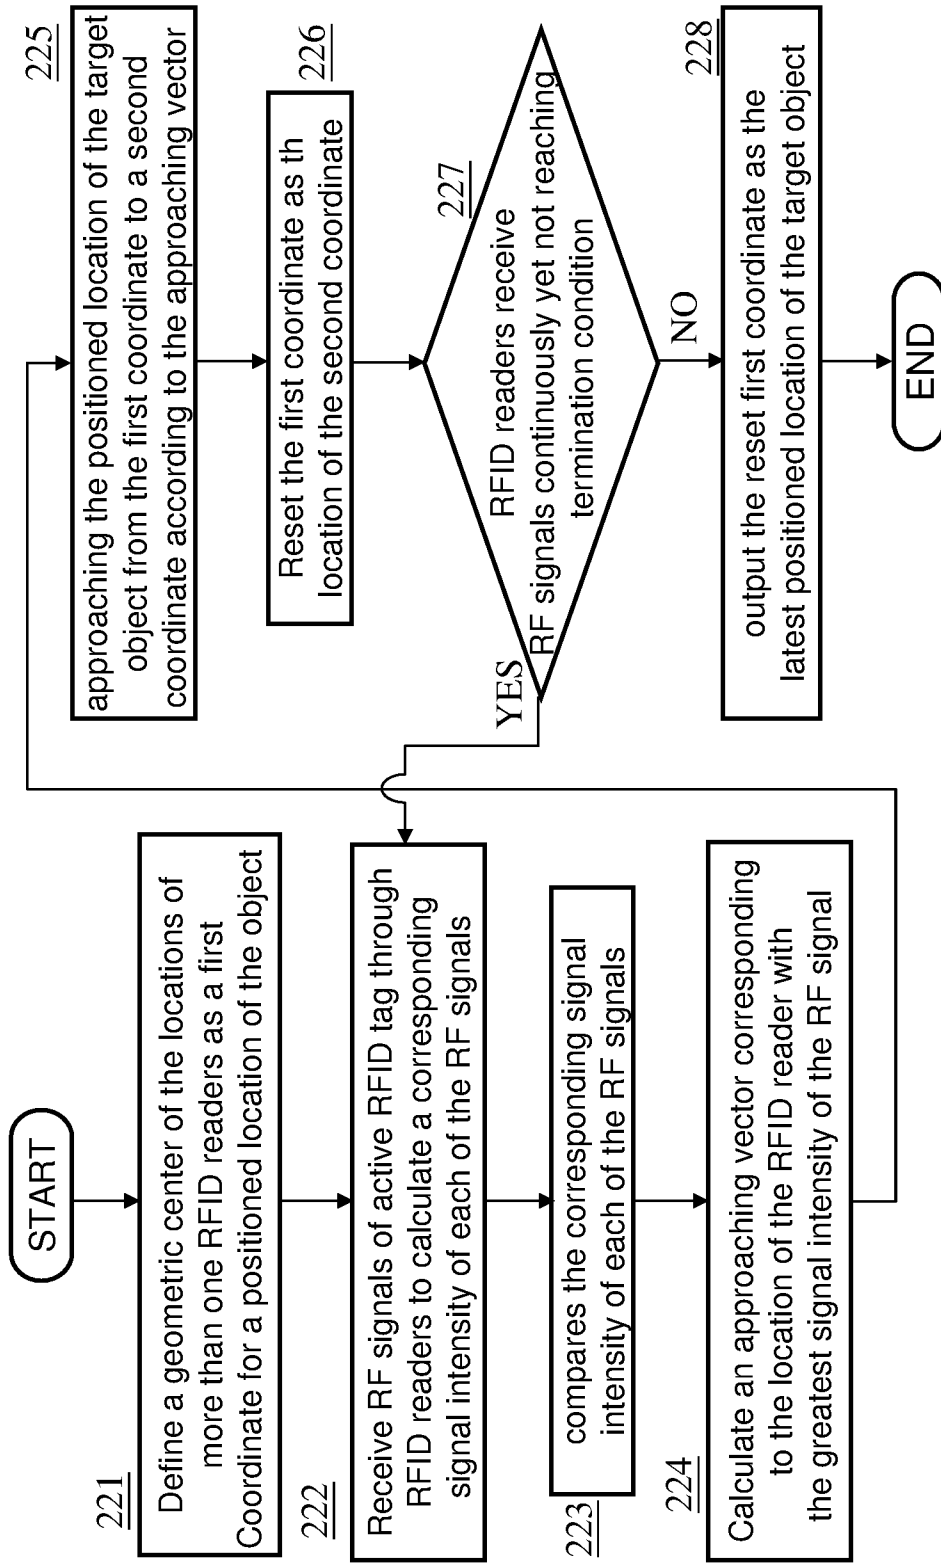 START
221
Define a geometric center of the locations of
more than one RFID readers as a first
Coordinate for a positioned location of the object
222
Receive RF signals of active RFID tag through
RFID readers to calculate a corresponding
signal intensity of each of the RF signals
223
compares the corresponding signal
intensity of each of the RF signals
224
Calculate an approaching vector corresponding
to the location of the RFID reader with
the greatest signal intensity of the RF signal
225
approaching the positioned location of the target
object from the first coordinate to a second
coordinate according to the approaching vector
226
Reset the first coordinate as th
location of the second coordinate
227
RFID readers receive
RF signals continuously yet not reaching
termination condition
YES
NO
228
output the reset first coordinate as the
latest positioned location of the target object
END